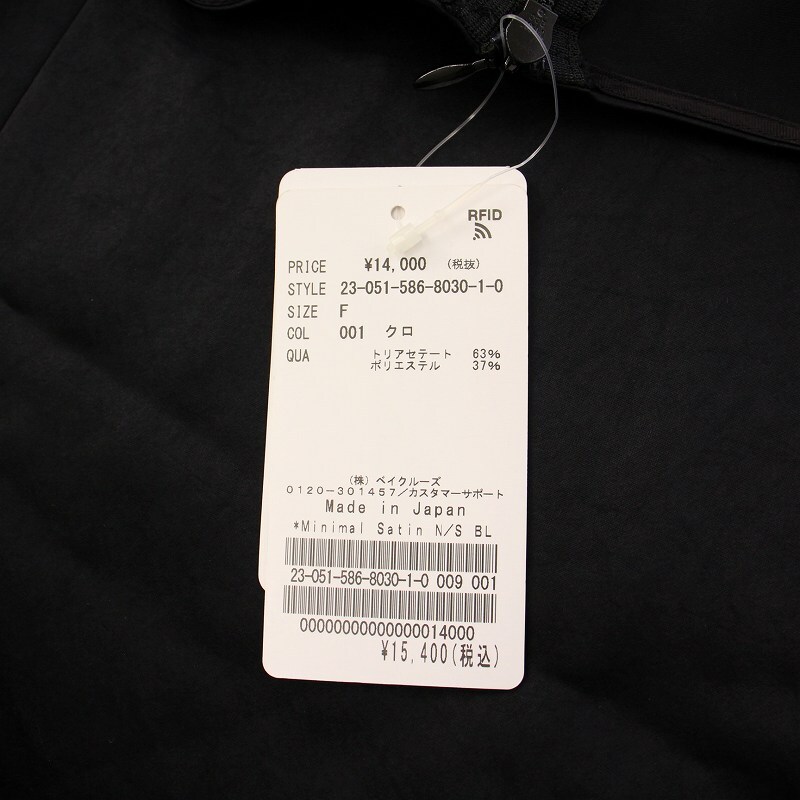 RFID
PRICE ¥14,000 (税抜)
STYLE 23-051-586-8030-1-0
SIZE F
COL 001 クロ
QUA トリアセテート 63%
ポリエステル 37%
(株) ベイクルーズ
0120-301457/カスタマーサポート
Made in Japan
*Minimal Satin N/S BL
23-051-586-8030-1-0 009 001
00000000000000014000
¥15,400(税込)